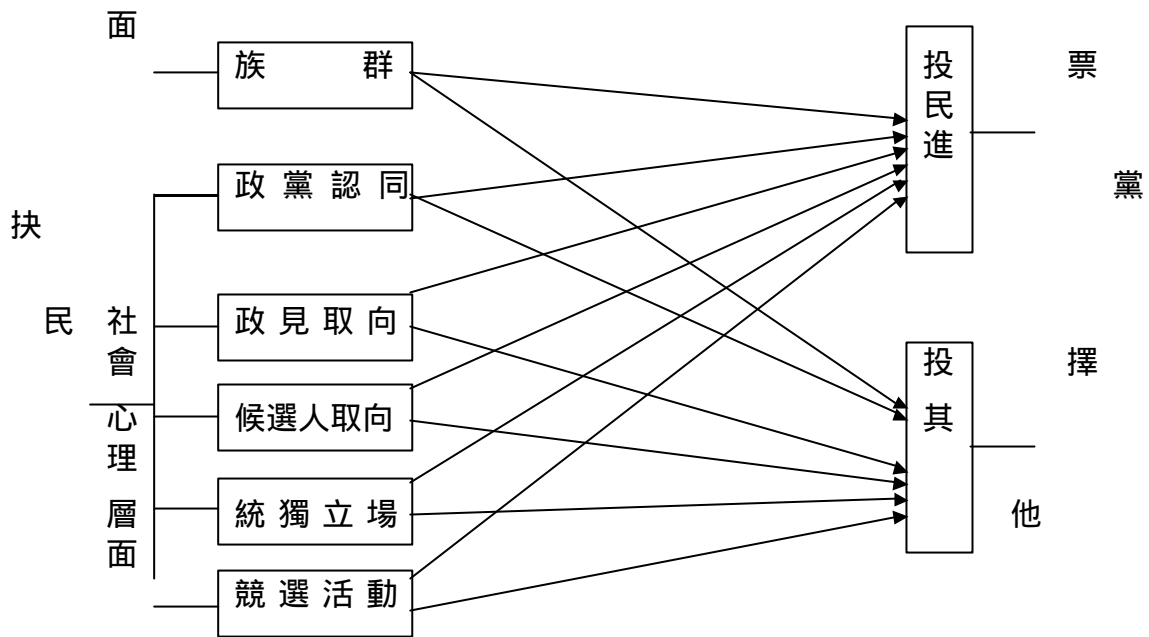 面
族 群
政黨認同
政見取向
候選人取向
統獨立場
競選活動
抉
民
社會心理層面
投民進
黨
投其
他
票
擇